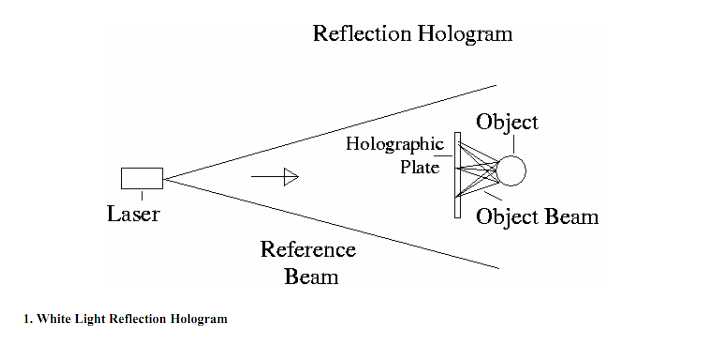 Reflection Hologram
Object
Holographic
Plate
Laser
Object Beam
Reference
Beam
1. White Light Reflection Hologram